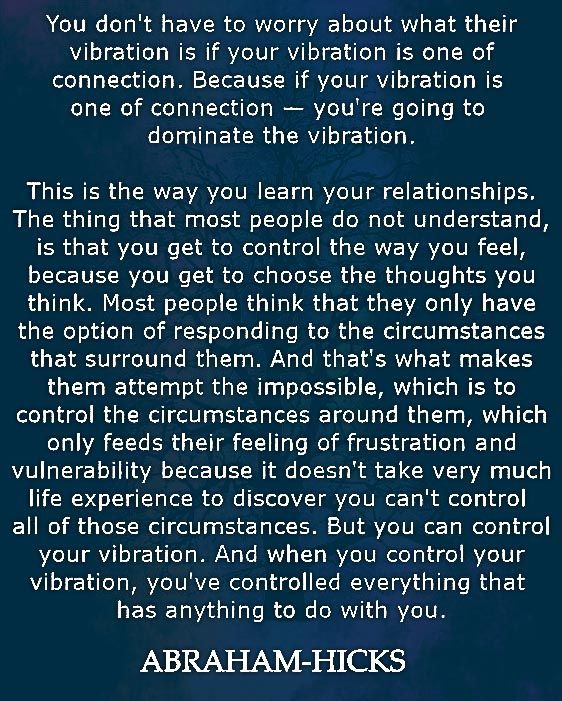 You don't have to worry about what their
vibration is if your vibration is one of
connection. Because if your vibration is
one of connection — you're going to
dominate the vibration.
This is the way you learn your relationships.
The thing that most people do not understand,
is that you get to control the way you feel,
because you get to choose the thoughts you
think. Most people think that they only have
the option of responding to the circumstances
that surround them. And that's what makes
them attempt the impossible, which is to
control the circumstances around them, which
only feeds their feeling of frustration and
vulnerability because it doesn't take very much
life experience to discover you can't control
all of those circumstances. But you can control
your vibration. And when you control your
vibration, you've controlled everything that
has anything to do with you.
ABRAHAM-HICKS